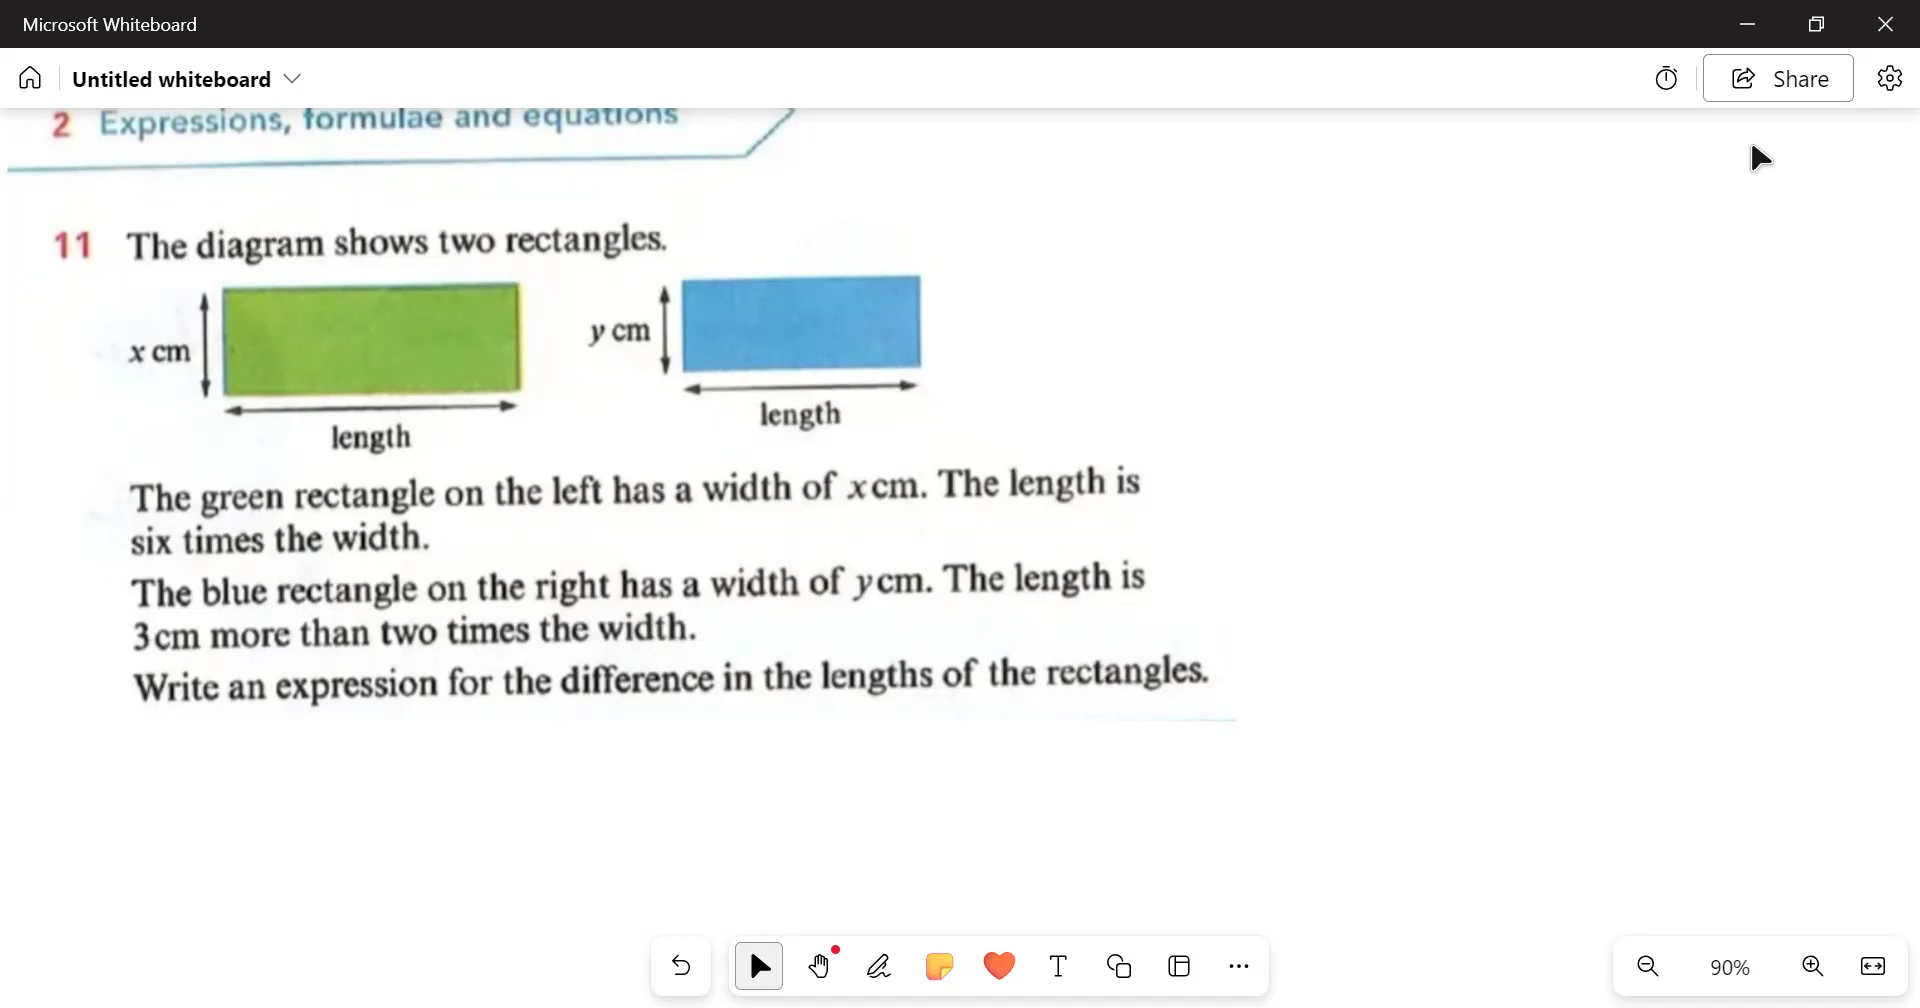 Microsoft Whiteboard
Untitled whiteboard
Share
2 Expressions, formulae and equations
11 The diagram shows two rectangles.
x cm
y cm
length
length
The green rectangle on the left has a width of x cm. The length is
six times the width.
The blue rectangle on the right has a width of y cm. The length is
3 cm more than two times the width.
Write an expression for the difference in the lengths of the rectangles.
T
90%